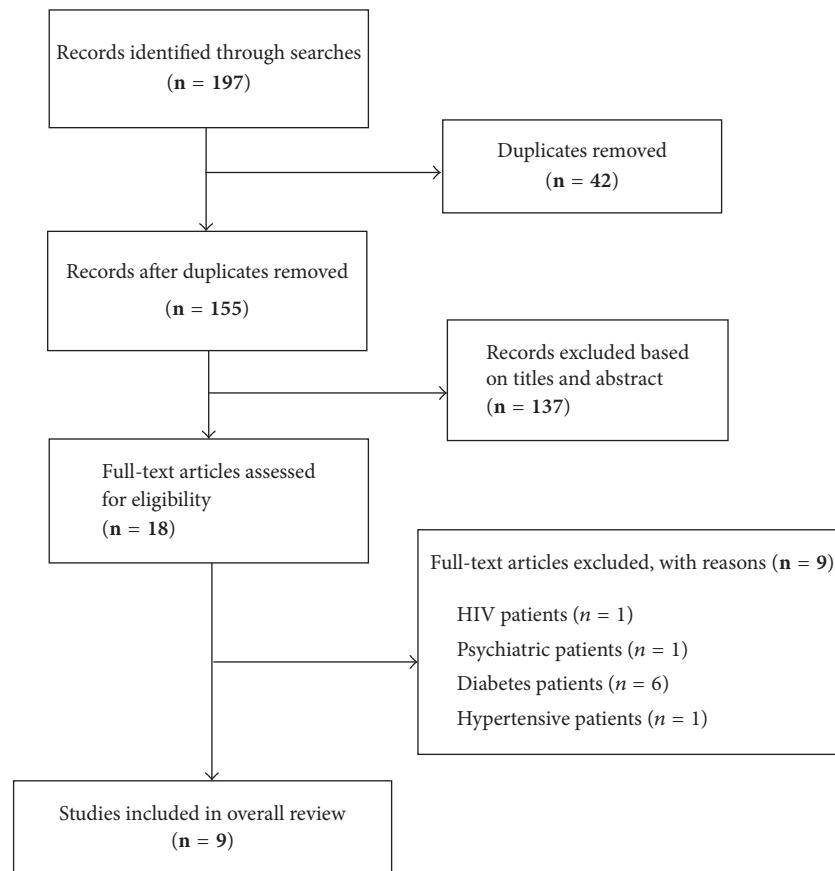 Records identified through searches
(n = 197)
Duplicates removed
(n = 42)
Records after duplicates removed
(n = 155)
Records excluded based
on titles and abstract
(n = 137)
Full-text articles assessed
for eligibility
(n = 18)
Full-text articles excluded, with reasons (n = 9)
HIV patients (n = 1)
Psychiatric patients (n = 1)
Diabetes patients (n = 6)
Hypertensive patients (n = 1)
Studies included in overall review
(n = 9)